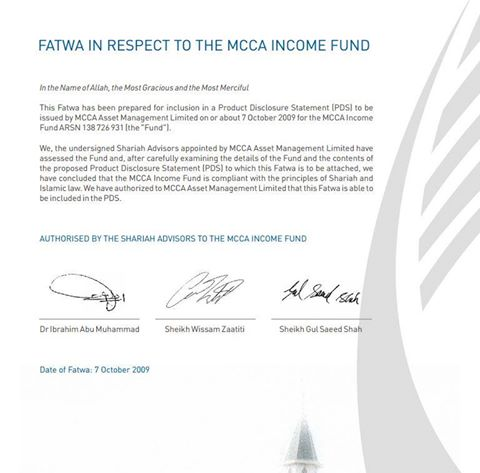 FATWA IN RESPECT TO THE MCCA INCOME FUND
In the Name of Allah, the Most Gracious and the Most Merciful
This Fatwa has been prepared for inclusion in a Product Disclosure Statement (PDS) to be
issued by MCCA Asset Management Limited on or about 7 October 2009 for the MCCA Income
Fund ARSN 138 726 931 (the "Fund").
We, the undersigned Shariah Advisors appointed by MCCA Asset Management Limited have
assessed the Fund and, after carefully examining the details of the Fund and the contents of
the proposed Product Disclosure Statement (PDS) to which this Fatwa is to be attached, we
have concluded that the MCCA Income Fund is compliant with the principles of Shariah and
Islamic law. We have authorized to MCCA Asset Management Limited that this Fatwa is able to
be included in the PDS.
AUTHORISED BY THE SHARIAH ADVISORS TO THE MCCA INCOME FUND
Gul Saeed Shah
Dr Ibrahim Abu Muhammad
Sheikh Wissam Zaatiti
Sheikh Gul Saeed Shah
Date of Fatwa: 7 October 2009